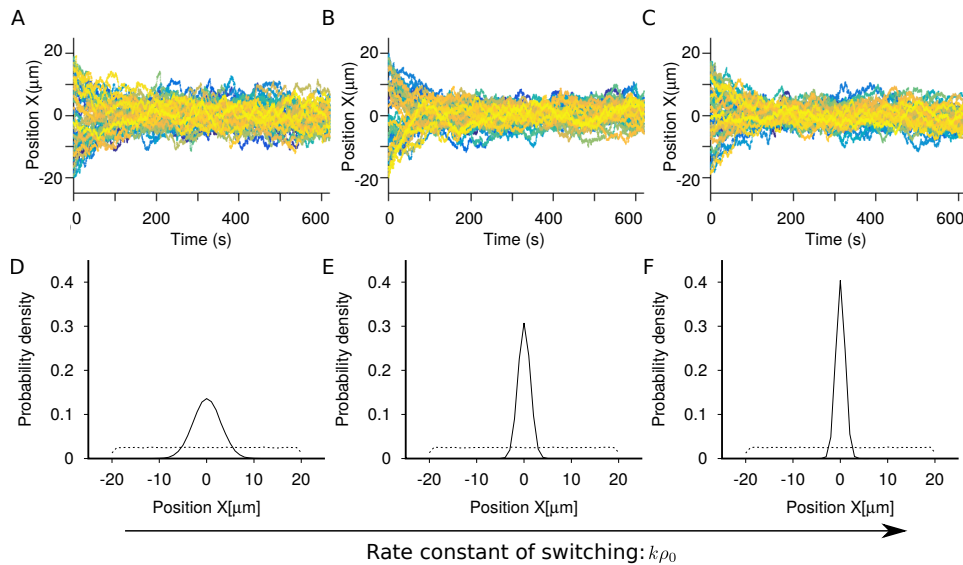 A
B
C
Position X(μm)
20
0
-20
0 200 400 600
Time (s)
Position X(μm)
20
0
-20
0 200 400 600
Time (s)
Position X(μm)
20
0
-20
0 200 400 600
Time (s)
D
E
F
Probability density
0.4
0.3
0.2
0.1
0
-20 -10 0 10 20
Position X[μm]
Probability density
0.4
0.3
0.2
0.1
0
-20 -10 0 10 20
Position X[μm]
Probability density
0.4
0.3
0.2
0.1
0
-20 -10 0 10 20
Position X[μm]
Rate constant of switching: kρ₀